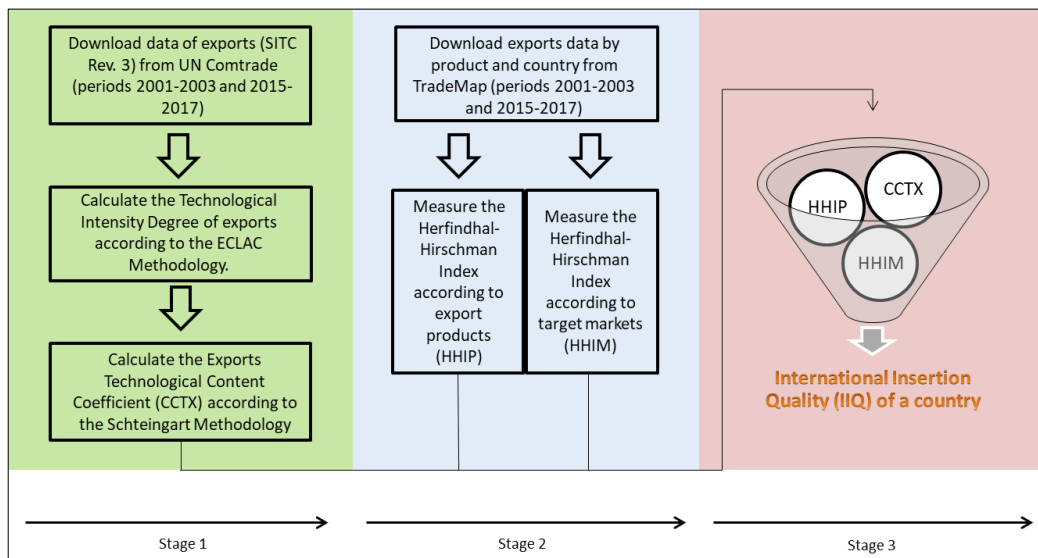 Download data of exports (SITC
Rev. 3) from UN Comtrade
(periods 2001-2003 and 2015-
2017)
Calculate the Technological
Intensity Degree of exports
according to the ECLAC
Methodology.
Calculate the Exports
Technological Content
Coefficient (CCTX) according to
the Schteingart Methodology
Download exports data by
product and country from
TradeMap (periods 2001-2003
and 2015-2017)
Measure the
Herfindhal-
Hirschman
Index
according to
export
products
(HHIP)
Measure the
Herfindhal-
Hirschman
Index
according to
target markets
(HHIM)
HHIP
CCTX
HHIM
International Insertion
Quality (IIQ) of a country
Stage 1
Stage 2
Stage 3